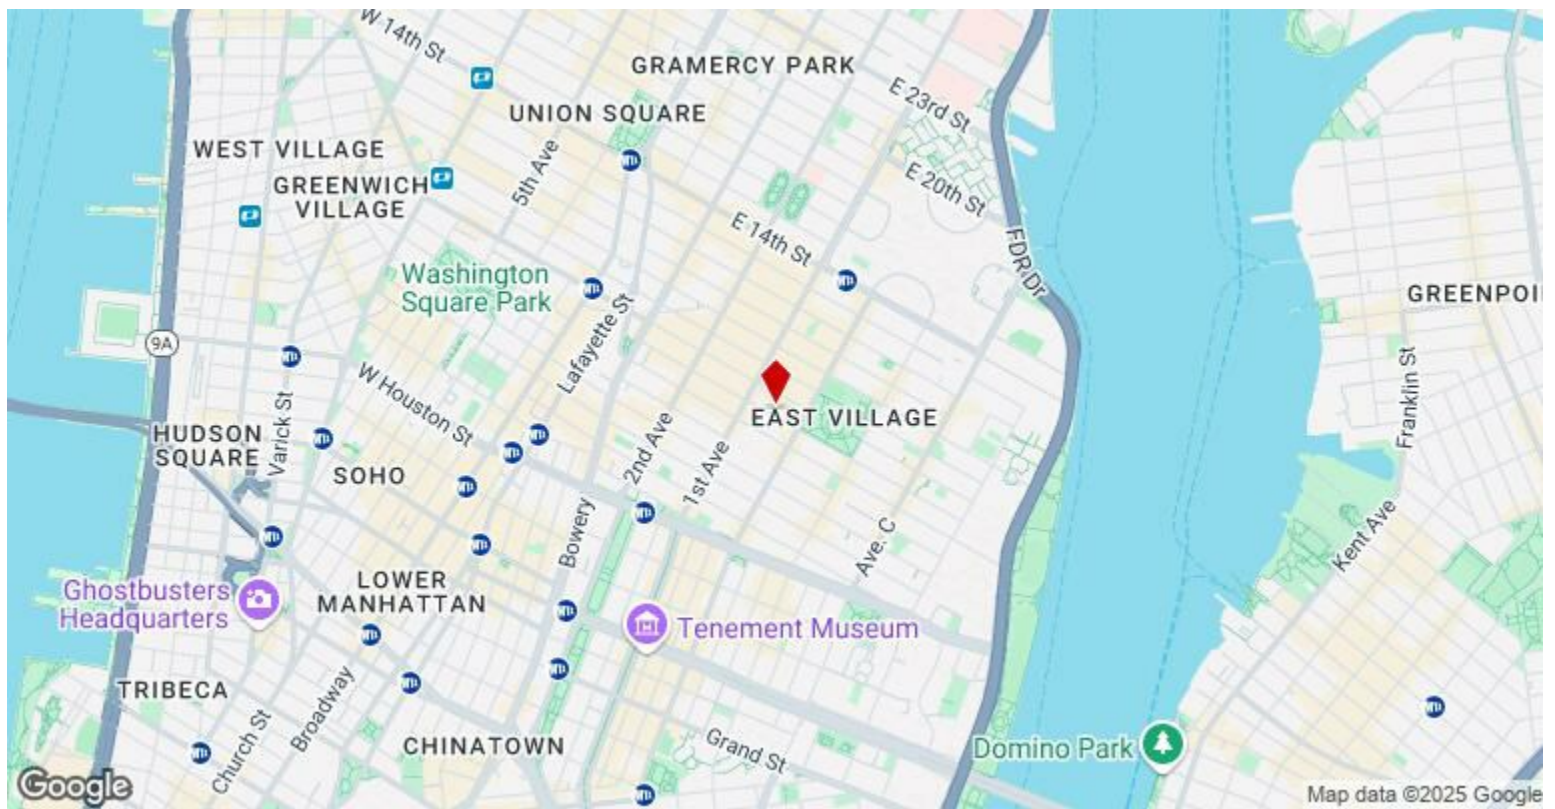 W 14th St
GRAMERCY PARK
E 23rd St
UNION SQUARE
WEST VILLAGE
5th Ave
GREENWICH
VILLAGE
E 20th St
E 14th St
FDR Dr
Washington
Square Park
GREENPOI
Lafayette St
9A
W Houston St
Franklin St
EAST VILLAGE
Varick St
HUDSON
SQUARE
2nd Ave
1st Ave
SOHO
Bowery
Ave. C
Kent Ave
LOWER
MANHATTAN
Ghostbusters
Headquarters
Tenement Museum
TRIBECA
Broadway
Church St
CHINATOWN
Grand St
Domino Park
Google
Map data ©2025 Google